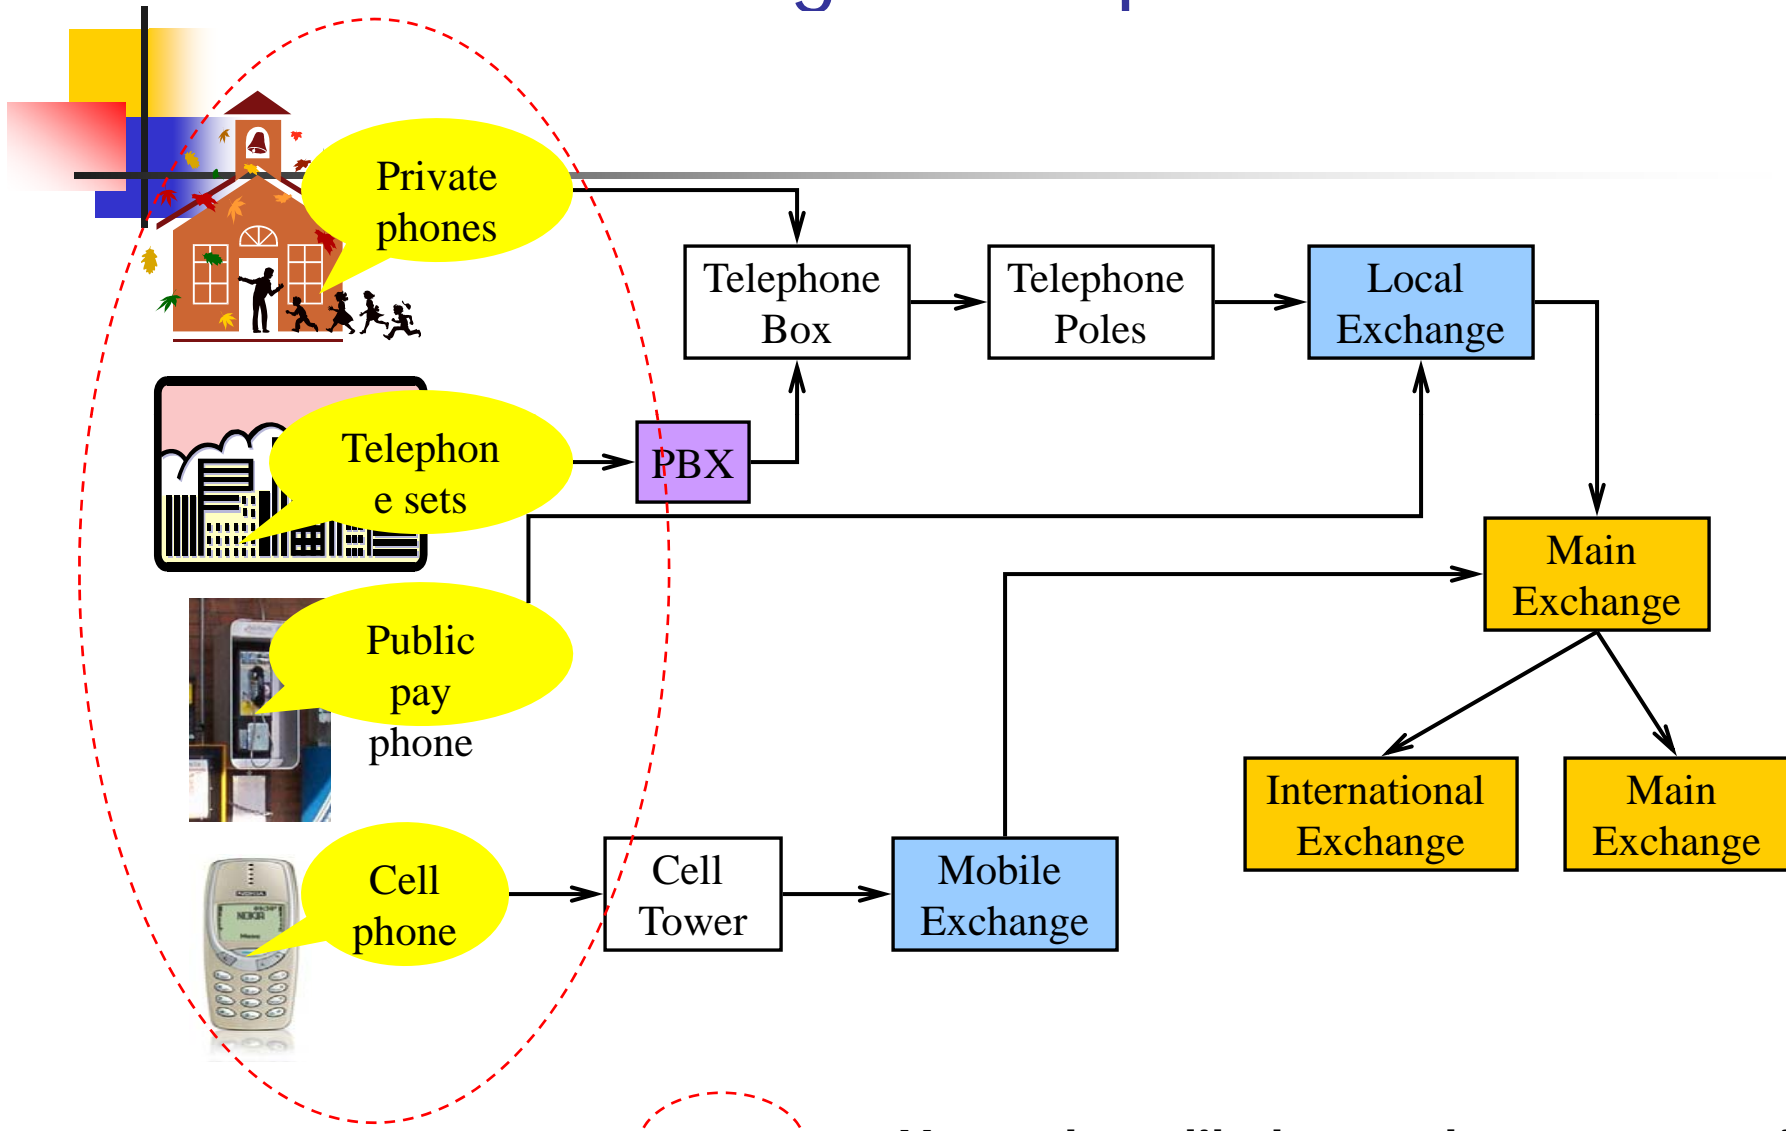 Private
phones
Telephone
Box
Telephone
Poles
Local
Exchange
Telephon
e sets
PBX
Main
Exchange
Public
pay
phone
International
Exchange
Main
Exchange
Cell
phone
Cell
Tower
Mobile
Exchange
NOKIA